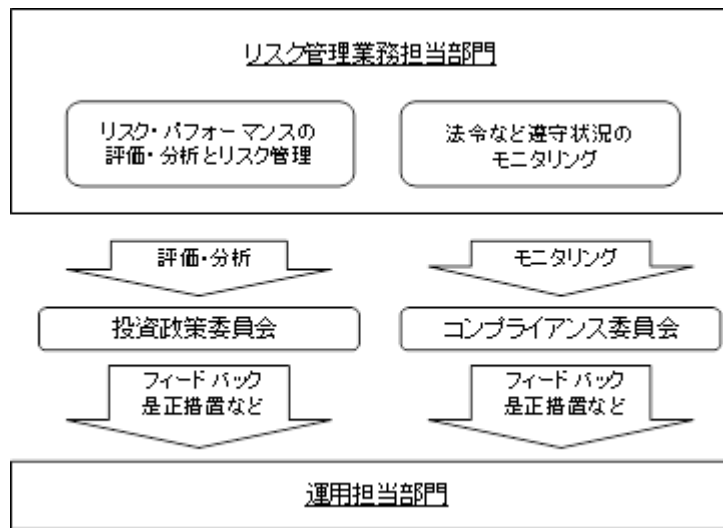 リスク管理業務担当部門
リスク・パフォーマンスの
評価・分析とリスク管理
法令など遵守状況の
モニタリング
評価・分析
モニタリング
投資政策委員会
コンプライアンス委員会
フィードバック
是正措置など
フィードバック
是正措置など
運用担当部門